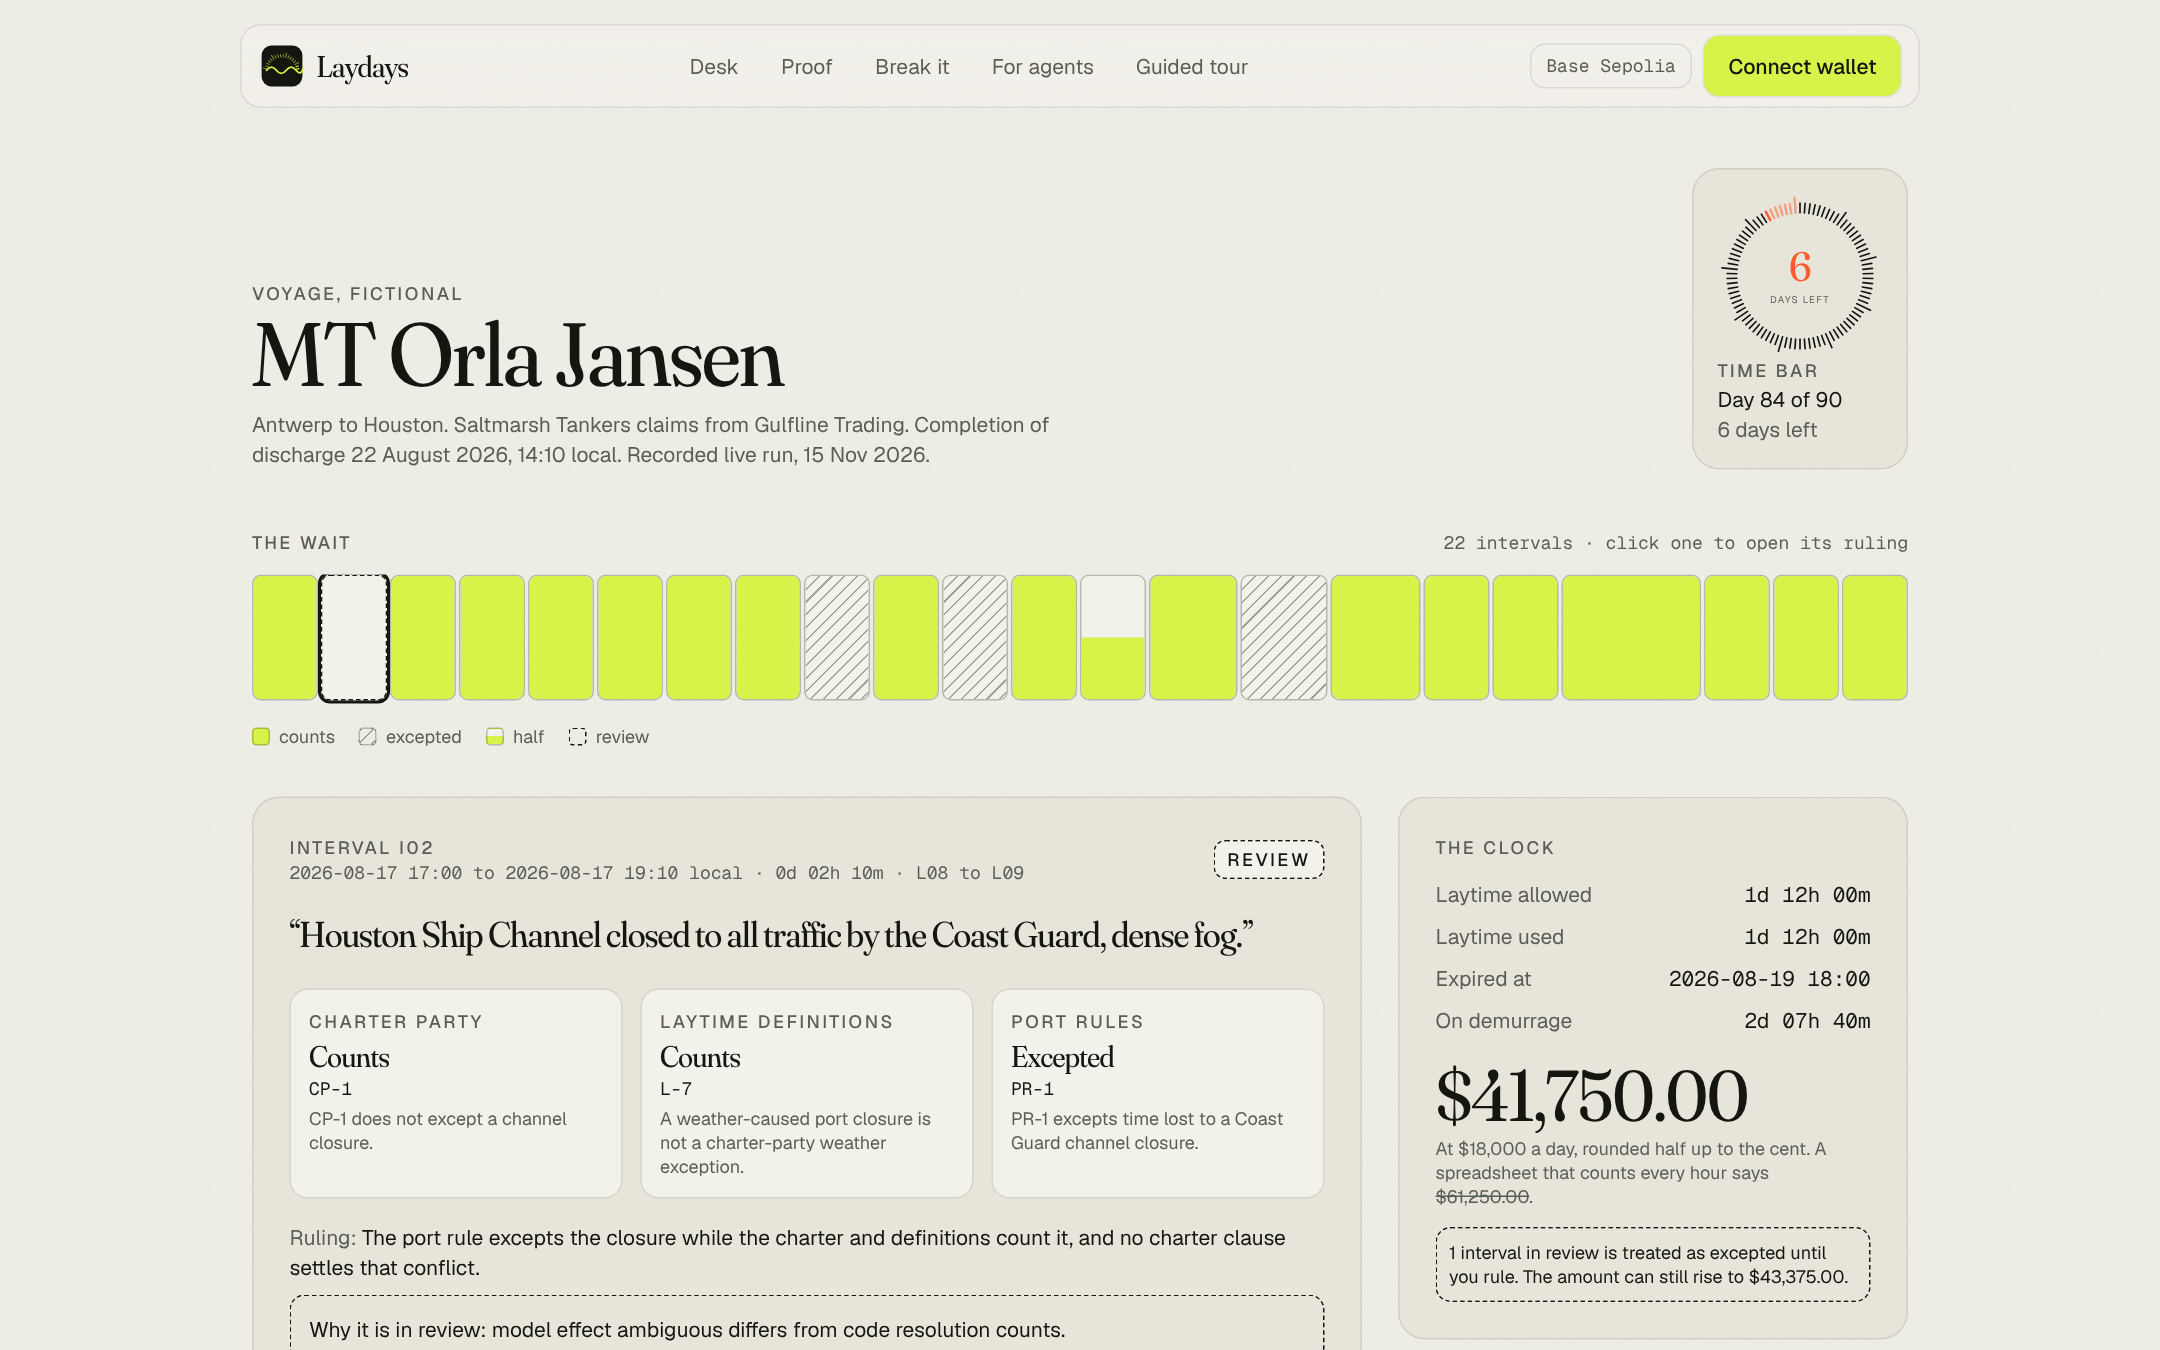 Laydays
Desk
Proof
Break it
For agents
Guided tour
Base Sepolia
Connect wallet
6
DAYS LEFT
TIME BAR
Day 84 of 90
6 days left
VOYAGE, FICTIONAL
MT Orla Jansen
Antwerp to Houston. Saltmarsh Tankers claims from Gulfline Trading. Completion of
discharge 22 August 2026, 14:10 local. Recorded live run, 15 Nov 2026.
THE WAIT
22 intervals · click one to open its ruling
counts
excepted
half
review
INTERVAL I02
2026-08-17 17:00 to 2026-08-17 19:10 local · 0d 02h 10m · L08 to L09
REVIEW
“Houston Ship Channel closed to all traffic by the Coast Guard, dense fog.”
CHARTER PARTY
Counts
CP-1
CP-1 does not except a channel
closure.
LAYTIME DEFINITIONS
Counts
L-7
A weather-caused port closure is
not a charter-party weather
exception.
PORT RULES
Excepted
PR-1
PR-1 excepts time lost to a Coast
Guard channel closure.
Ruling: The port rule excepts the closure while the charter and definitions count it, and no charter clause
settles that conflict.
Why it is in review: model effect ambiguous differs from code resolution counts.
THE CLOCK
Laytime allowed 1d 12h 00m
Laytime used 1d 12h 00m
Expired at 2026-08-19 18:00
On demurrage 2d 07h 40m
$41,750.00
At $18,000 a day, rounded half up to the cent. A
spreadsheet that counts every hour says
$61,250.00.
1 interval in review is treated as excepted until
you rule. The amount can still rise to $43,375.00.